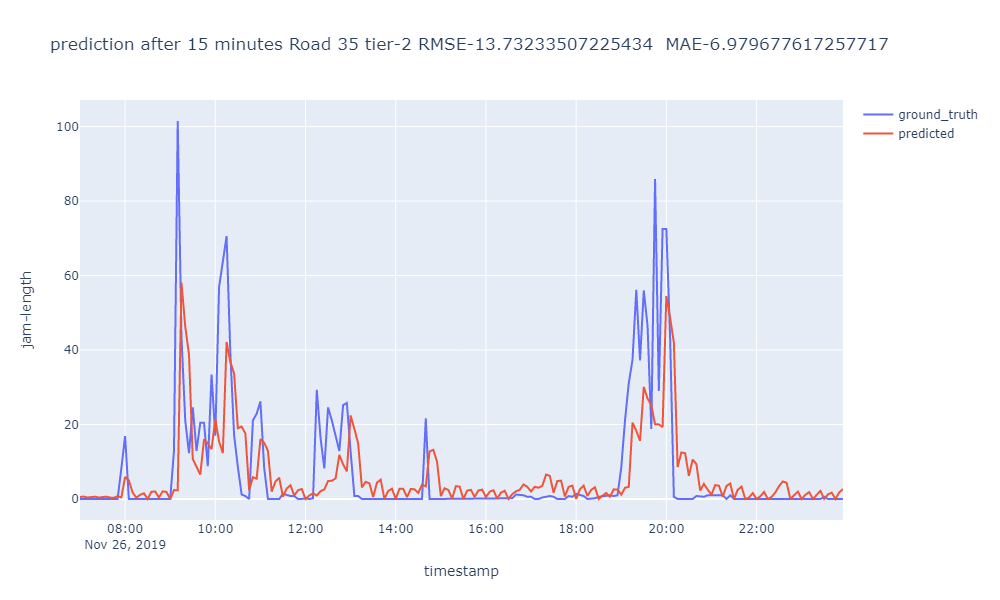 prediction after 15 minutes Road 35 tier-2 RMSE-13.73233507225434  MAE-6.979677617257717
ground_truth
predicted
100
80
60
40
20
0
jam-length
08:00 10:00 12:00 14:00 16:00 18:00 20:00 22:00
Nov 26, 2019
timestamp